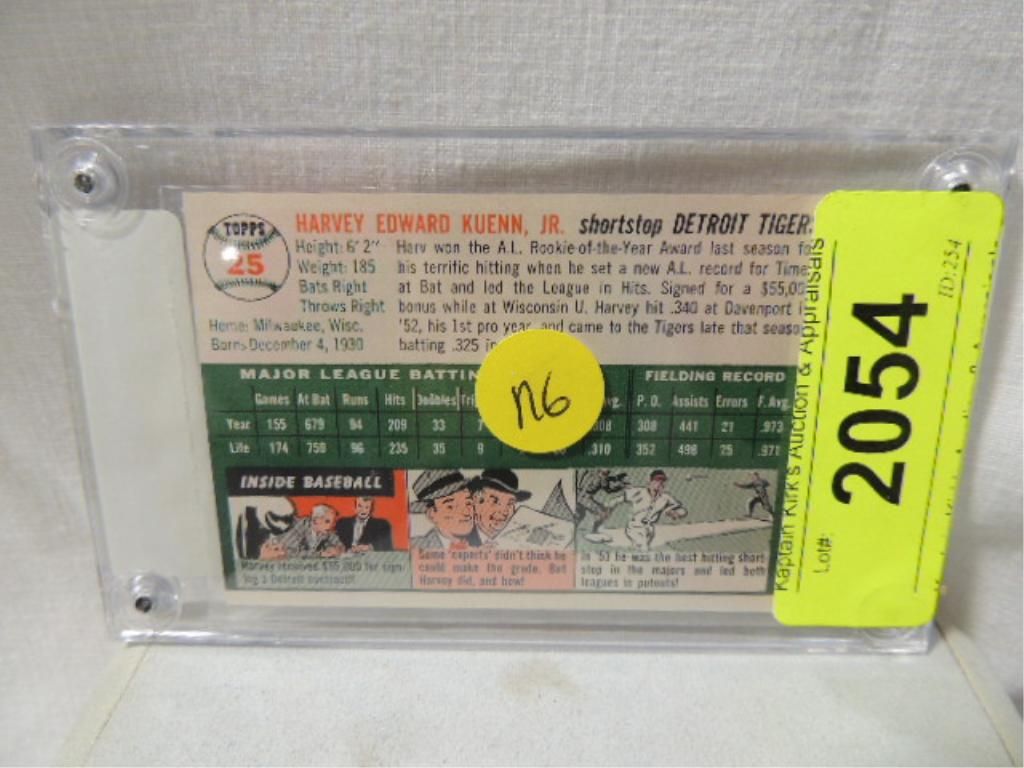 TOPPS
25
HARVEY EDWARD KUENN, JR. shortstop DETROIT TIGER
Height: 6' 2"
Weight: 185
Bats Right
Throws Right
Home: Milwaukee, Wisc.
Born: December 4, 1930
Harv won the A.L. Rookie-of-the-Year Award last season fo
his terrific hitting when he set a new A.L. record for Time
at Bat and led the League in Hits. Signed for a $55,00
bonus while at Wisconsin U. Harvey hit .340 at Davenport i
'52, his 1st pro year, and came to the Tigers late that seaso
batting .325 in
MAJOR LEAGUE BATTIN
FIELDING RECORD
Games At Bat Runs Hits Doubles Tri vg. P.O. Assists Errors F. Avg.
Year 155 679 94 209 33 7 308 308 441 21 .973
Life 174 759 96 235 35 9 .310 352 498 25 .971
N6
INSIDE BASEBALL
Harvey received $55,000 for sign-
ing a Detroit contract!
Some 'experts' didn't think he
could make the grade. But
Harvey did, and how!
In '53 he was the best hitting short-
stop in the majors and led both
leagues in putouts!
Kaptain Kirk's Auction & Appraisals
Lot#:
2054
ID:254